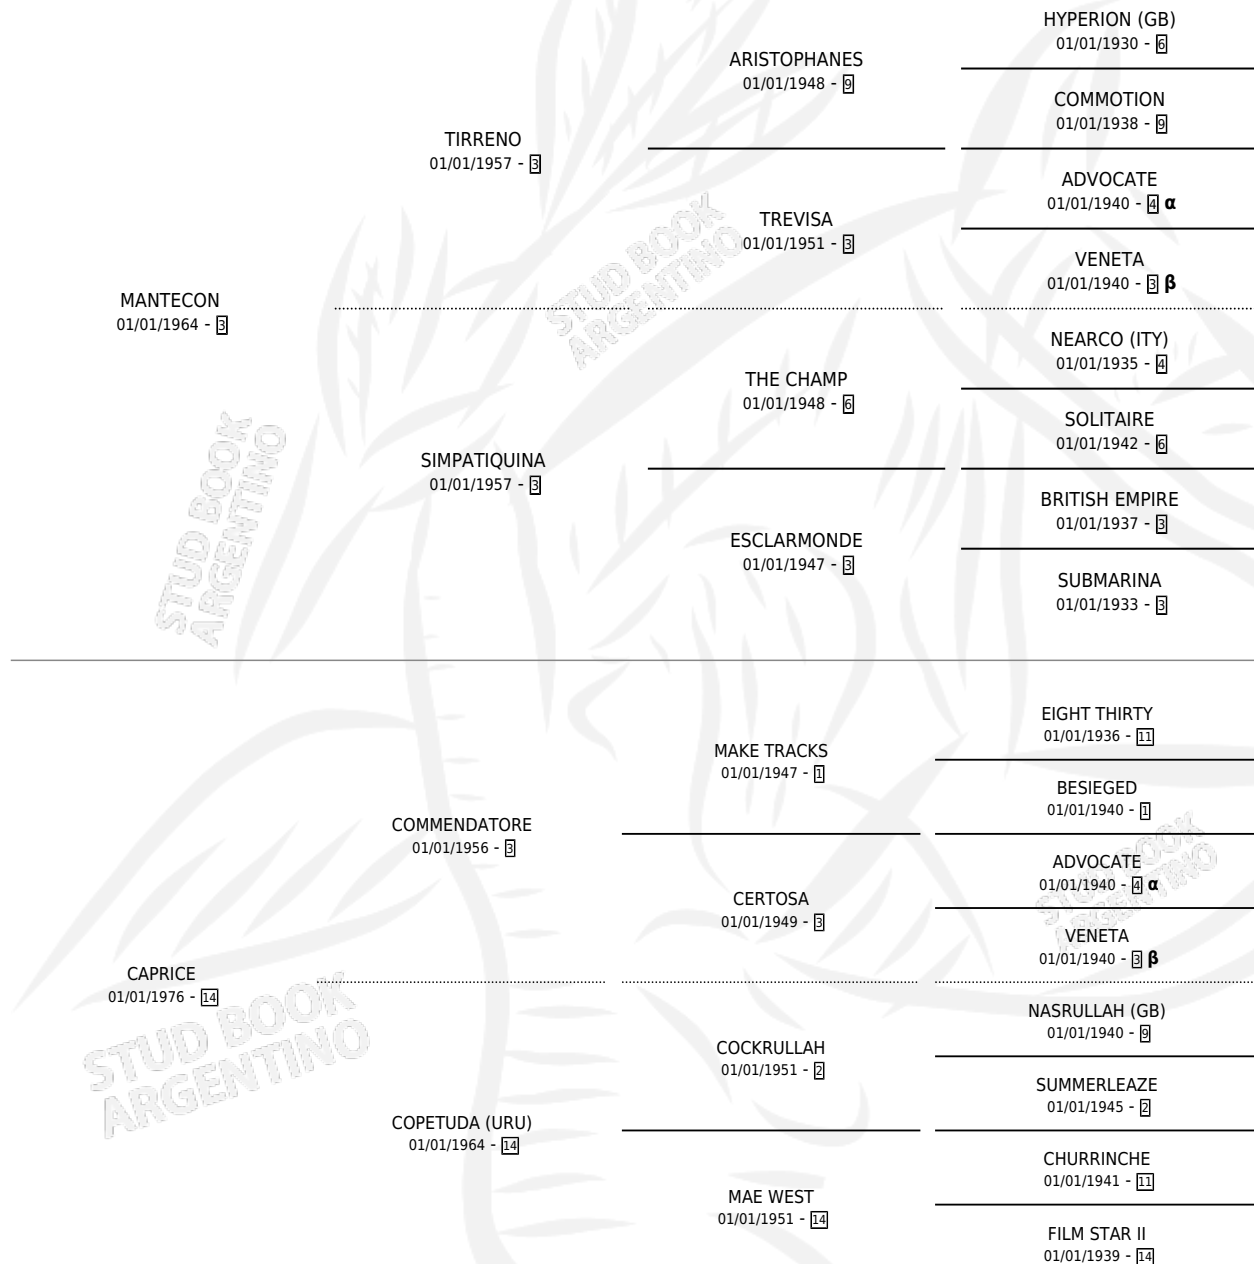 HYPERION (GB)
01/01/1930 - 6
ARISTOPHANES
01/01/1948 - 9
COMMOTION
01/01/1938 - 9
TIRRENO
01/01/1957 - 3
ADVOCATE
01/01/1940 - 4 α
TREVISA
01/01/1951 - 3
VENETA
01/01/1940 - 3 β
MANTECON
01/01/1964 - 3
NEARCO (ITY)
01/01/1935 - 4
THE CHAMP
01/01/1948 - 6
SOLITAIRE
01/01/1942 - 6
SIMPATIQUINA
01/01/1957 - 3
BRITISH EMPIRE
01/01/1937 - 3
ESCLARMONDE
01/01/1947 - 3
SUBMARINA
01/01/1933 - 3
EIGHT THIRTY
01/01/1936 - 11
MAKE TRACKS
01/01/1947 - 1
BESIEGED
01/01/1940 - 1
COMMENDATORE
01/01/1956 - 3
ADVOCATE
01/01/1940 - 4 α
CERTOSA
01/01/1949 - 3
VENETA
01/01/1940 - 3 β
CAPRICE
01/01/1976 - 14
NASRULLAH (GB)
01/01/1940 - 9
COCKRULLAH
01/01/1951 - 2
SUMMERLEAZE
01/01/1945 - 2
COPETUDA (URU)
01/01/1964 - 14
CHURRINCHE
01/01/1941 - 11
MAE WEST
01/01/1951 - 14
FILM STAR II
01/01/1939 - 14
STUD BOOK
ARGENTINO
STUD BOOK
ARGENTINO
STUD BOOK
ARGENTINO
STUD BOOK
ARGENTINO